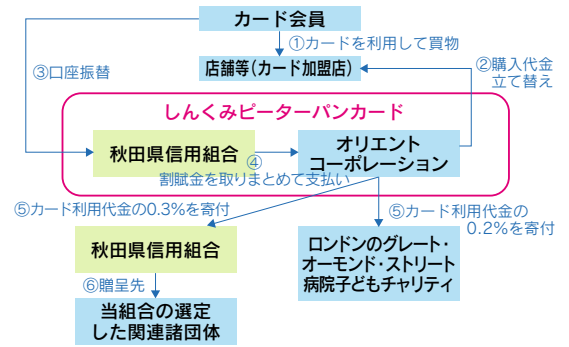 カード会員
①カードを利用して買物
③口座振替
店舗等(カード加盟店)
②購入代金
立て替え
しんくみピーターパンカード
秋田県信用組合
④
割賦金を取りまとめて支払い
オリエント
コーポレーション
⑤カード利用代金の0.3%を寄付
⑤カード利用代金の
0.2%を寄付
秋田県信用組合
ロンドンのグレート・
オーモンド・ストリート
病院子どもチャリティ
⑥贈呈先
当組合の選定
した関連諸団体